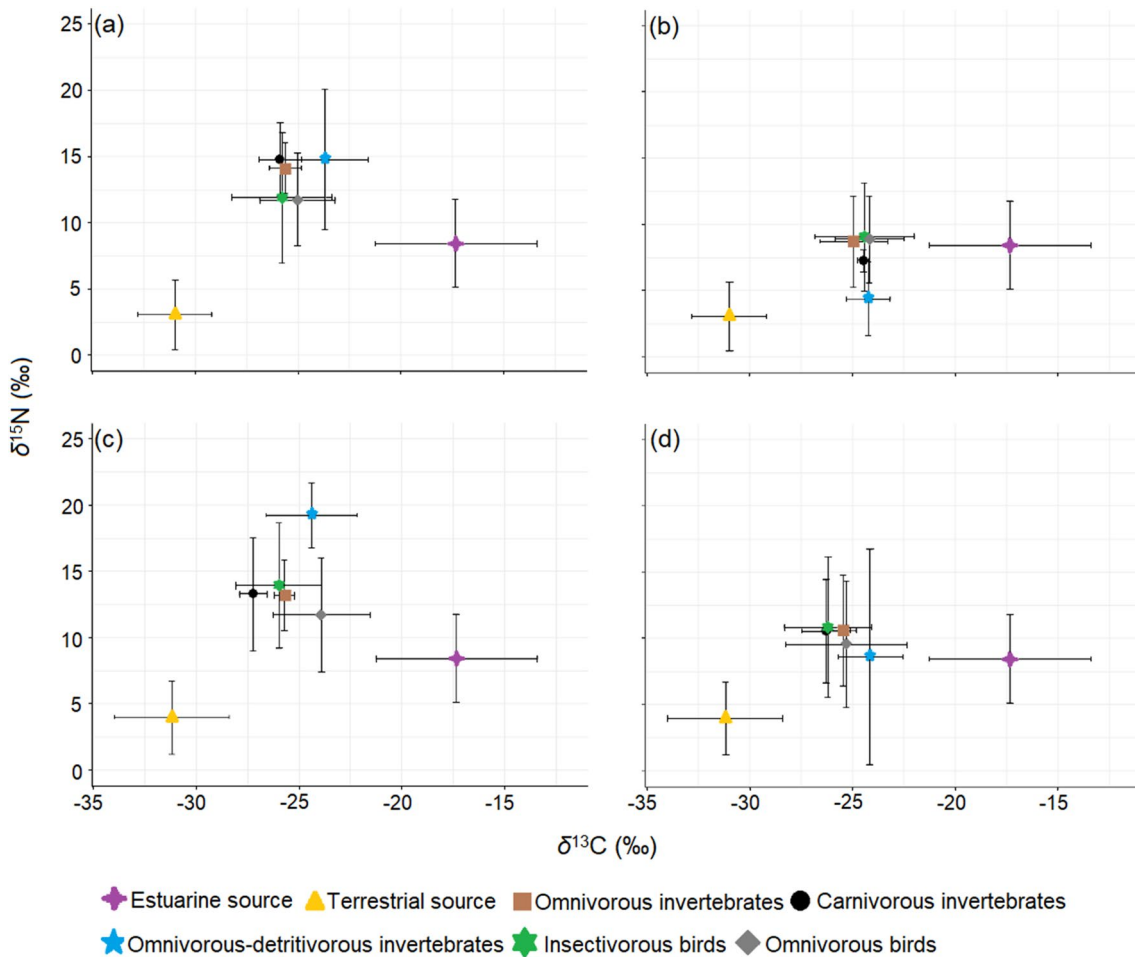 (a)
(b)
25
20
15
10
5
0
(c)
(d)
25
20
15
10
5
0
δ15N (‰)
-35 -30 -25 -20 -15
-35 -30 -25 -20 -15
δ13C (‰)
Estuarine source Terrestrial source Omnivorous invertebrates Carnivorous invertebrates
Omnivorous-detritivorous invertebrates Insectivorous birds Omnivorous birds